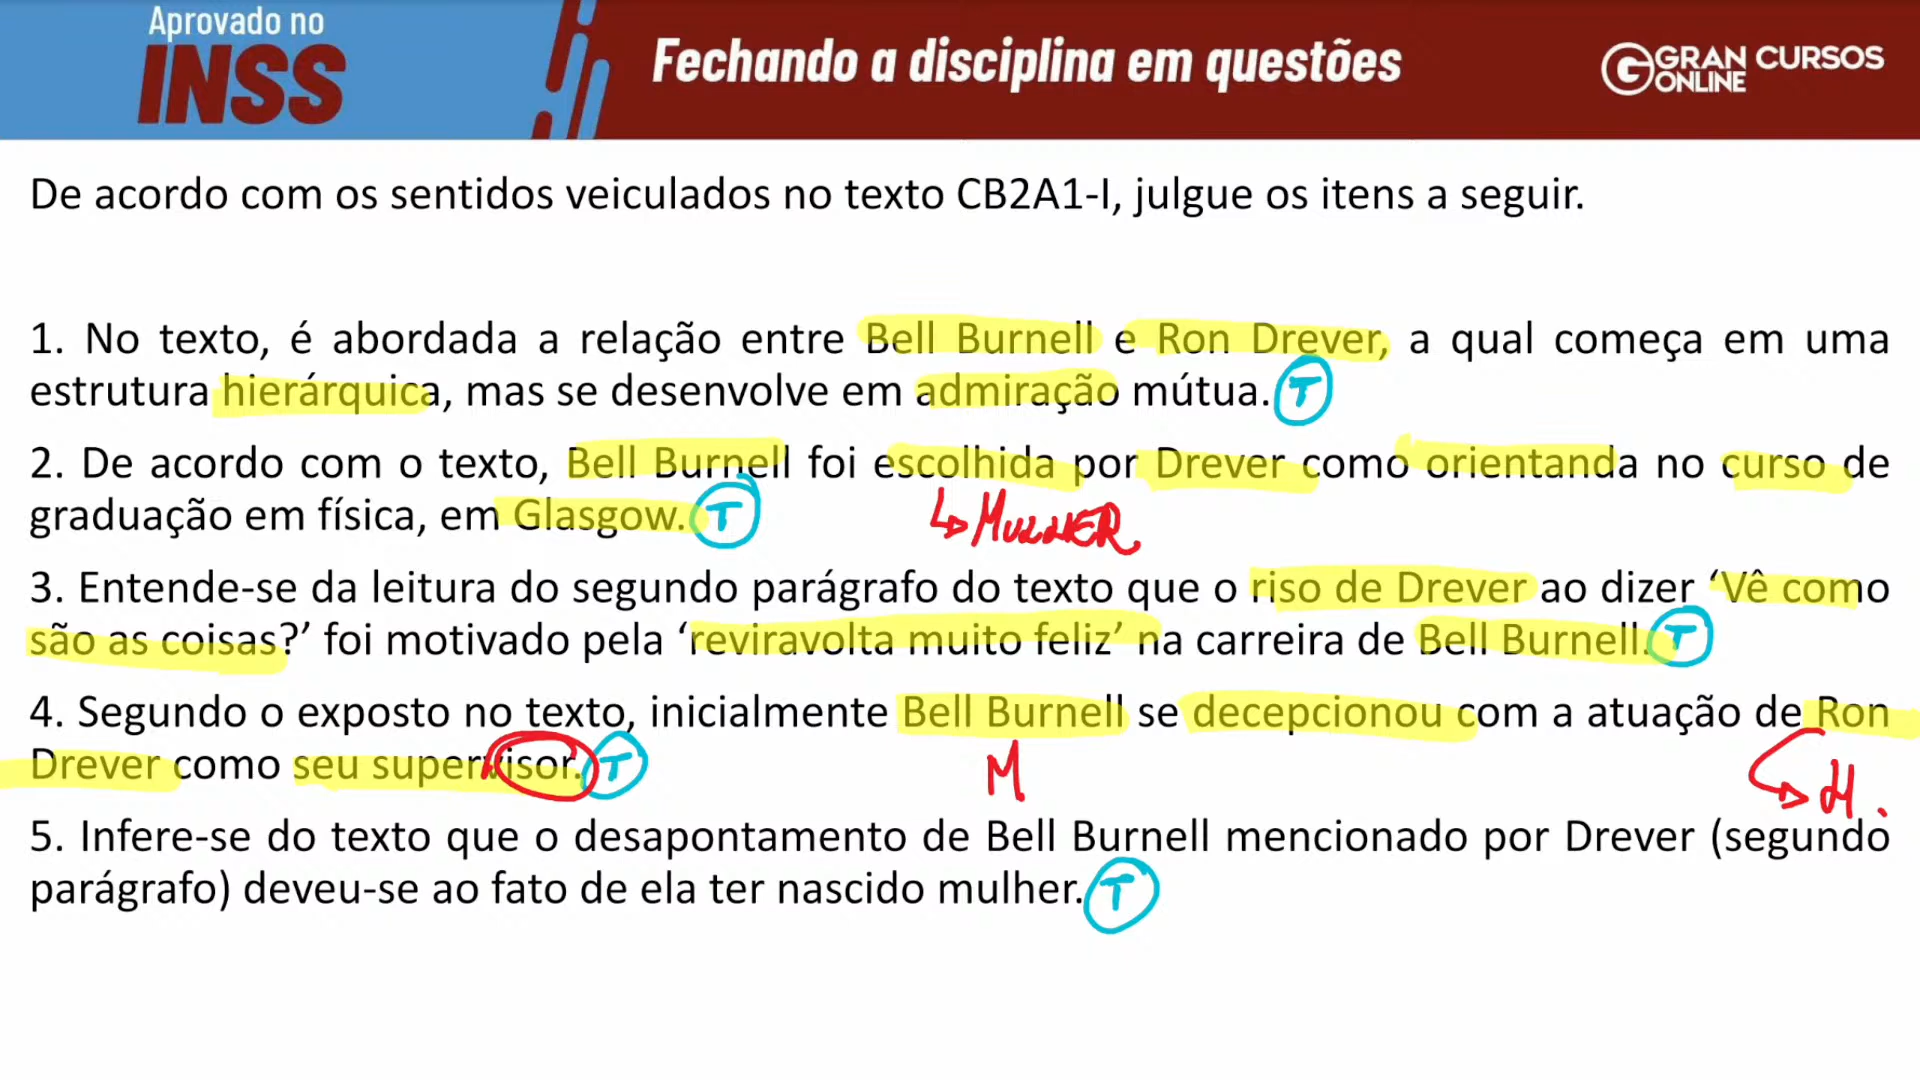 Aprovado no
INSS
Fechando a disciplina em questões
GRAN CURSOS
ONLINE
De acordo com os sentidos veiculados no texto CB2A1-I, julgue os itens a seguir.
1. No texto, é abordada a relação entre Bell Burnell e Ron Drever, a qual começa em uma
estrutura hierárquica, mas se desenvolve em admiração mútua. T
2. De acordo com o texto, Bell Burnell foi escolhida por Drever como orientanda no curso de
graduação em física, em Glasgow. T
↳ MULHER
3. Entende-se da leitura do segundo parágrafo do texto que o riso de Drever ao dizer ‘Vê como
são as coisas?’ foi motivado pela ‘reviravolta muito feliz’ na carreira de Bell Burnell. T
4. Segundo o exposto no texto, inicialmente Bell Burnell se decepcionou com a atuação de Ron
Drever como seu supervisor. T
M
H.
5. Infere-se do texto que o desapontamento de Bell Burnell mencionado por Drever (segundo
parágrafo) deveu-se ao fato de ela ter nascido mulher. T